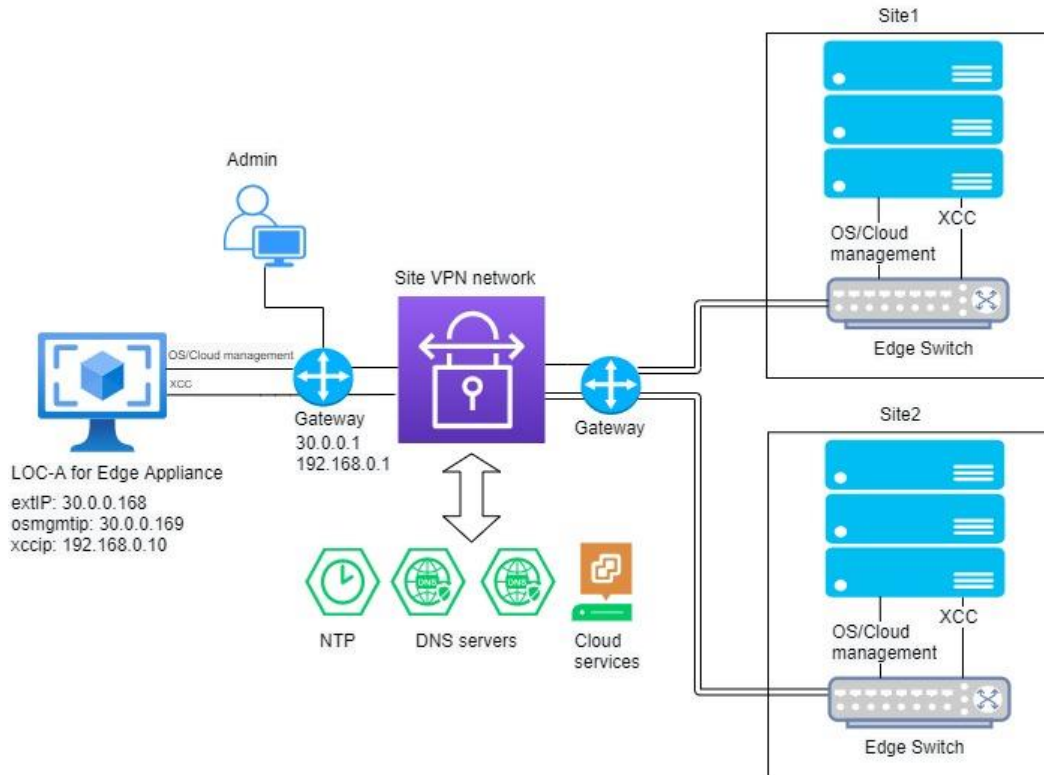 Site1
Admin
XCC
OS/Cloud
management
Site VPN network
Edge Switch
OS/Cloud management
XCC
Gateway
30.0.0.1
192.168.0.1
Gateway
Site2
LOC-A for Edge Appliance
extIP: 30.0.0.168
osmgmtip: 30.0.0.169
xccip: 192.168.0.10
DNS
DNS
NTP
DNS servers
Cloud
services
XCC
OS/Cloud
management
Edge Switch